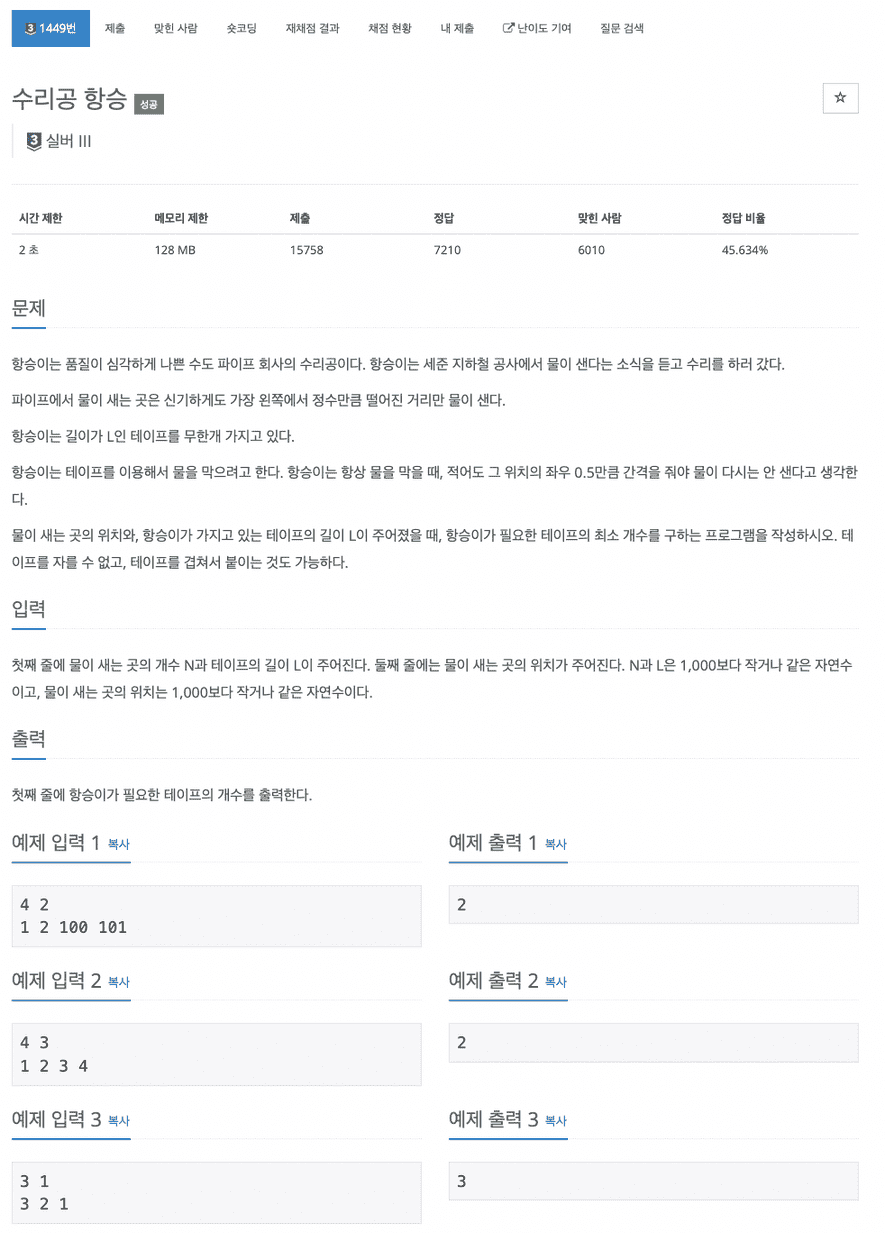 3 1449번 제출 맞힌 사람 숏코딩 재채점 결과 채점 현황 내 제출 난이도 기여 질문 검색
수리공 항승 성공
3 실버 III
시간 제한 메모리 제한 제출 정답 맞힌 사람 정답 비율
2 초 128 MB 15758 7210 6010 45.634%
문제
항승이는 품질이 심각하게 나쁜 수도 파이프 회사의 수리공이다. 항승이는 세준 지하철 공사에서 물이 샌다는 소식을 듣고 수리를 하러 갔다.
파이프에서 물이 새는 곳은 신기하게도 가장 왼쪽에서 정수만큼 떨어진 거리만 물이 샌다.
항승이는 길이가 L인 테이프를 무한개 가지고 있다.
항승이는 테이프를 이용해서 물을 막으려고 한다. 항승이는 항상 물을 막을 때, 적어도 그 위치의 좌우 0.5만큼 간격을 줘야 물이 다시는 안 샌다고 생각한
다.
물이 새는 곳의 위치와, 항승이가 가지고 있는 테이프의 길이 L이 주어졌을 때, 항승이가 필요한 테이프의 최소 개수를 구하는 프로그램을 작성하시오. 테
이프를 자를 수 없고, 테이프를 겹쳐서 붙이는 것도 가능하다.
입력
첫째 줄에 물이 새는 곳의 개수 N과 테이프의 길이 L이 주어진다. 둘째 줄에는 물이 새는 곳의 위치가 주어진다. N과 L은 1,000보다 작거나 같은 자연수
이고, 물이 새는 곳의 위치는 1,000보다 작거나 같은 자연수이다.
출력
첫째 줄에 항승이가 필요한 테이프의 개수를 출력한다.
예제 입력 1 복사
4 2
1 2 100 101
예제 출력 1 복사
2
예제 입력 2 복사
4 3
1 2 3 4
예제 출력 2 복사
2
예제 입력 3 복사
3 1
3 2 1
예제 출력 3 복사
3